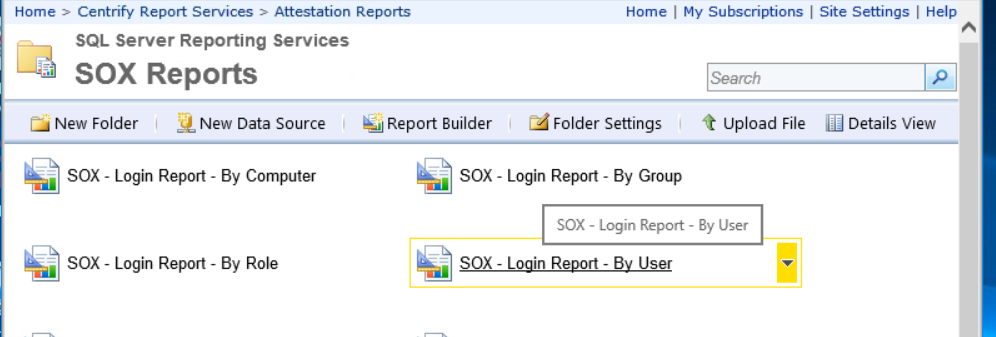 Home > Centrify Report Services > Attestation Reports
Home | My Subscriptions | Site Settings | Help
SQL Server Reporting Services
SOX Reports
Search
New Folder | New Data Source | Report Builder | Folder Settings | Upload File Details View
SOX - Login Report - By Computer
SOX - Login Report - By Group
SOX - Login Report - By User
SOX - Login Report - By Role
SOX - Login Report - By User